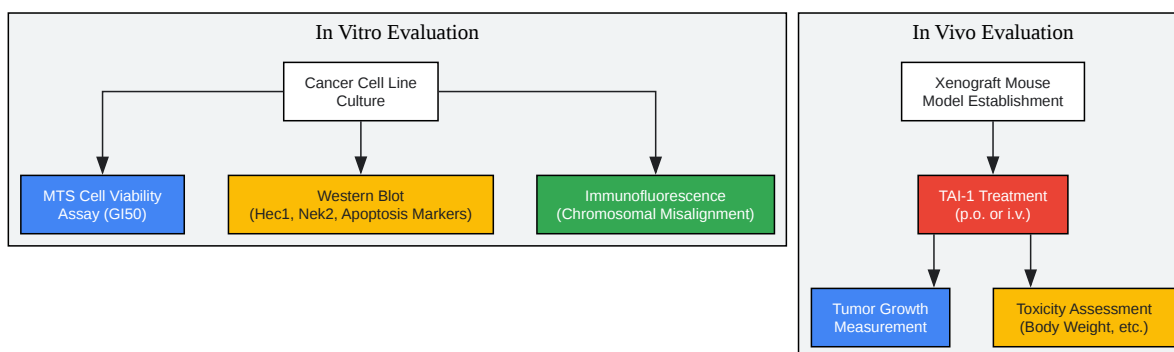 In Vitro Evaluation
Cancer Cell Line
Culture
MTS Cell Viability
Assay (GI50)
Western Blot
(Hec1, Nek2, Apoptosis Markers)
Immunofluorescence
(Chromosomal Misalignment)
In Vivo Evaluation
Xenograft Mouse
Model Establishment
TAI-1 Treatment
(p.o. or i.v.)
Tumor Growth
Measurement
Toxicity Assessment
(Body Weight, etc.)